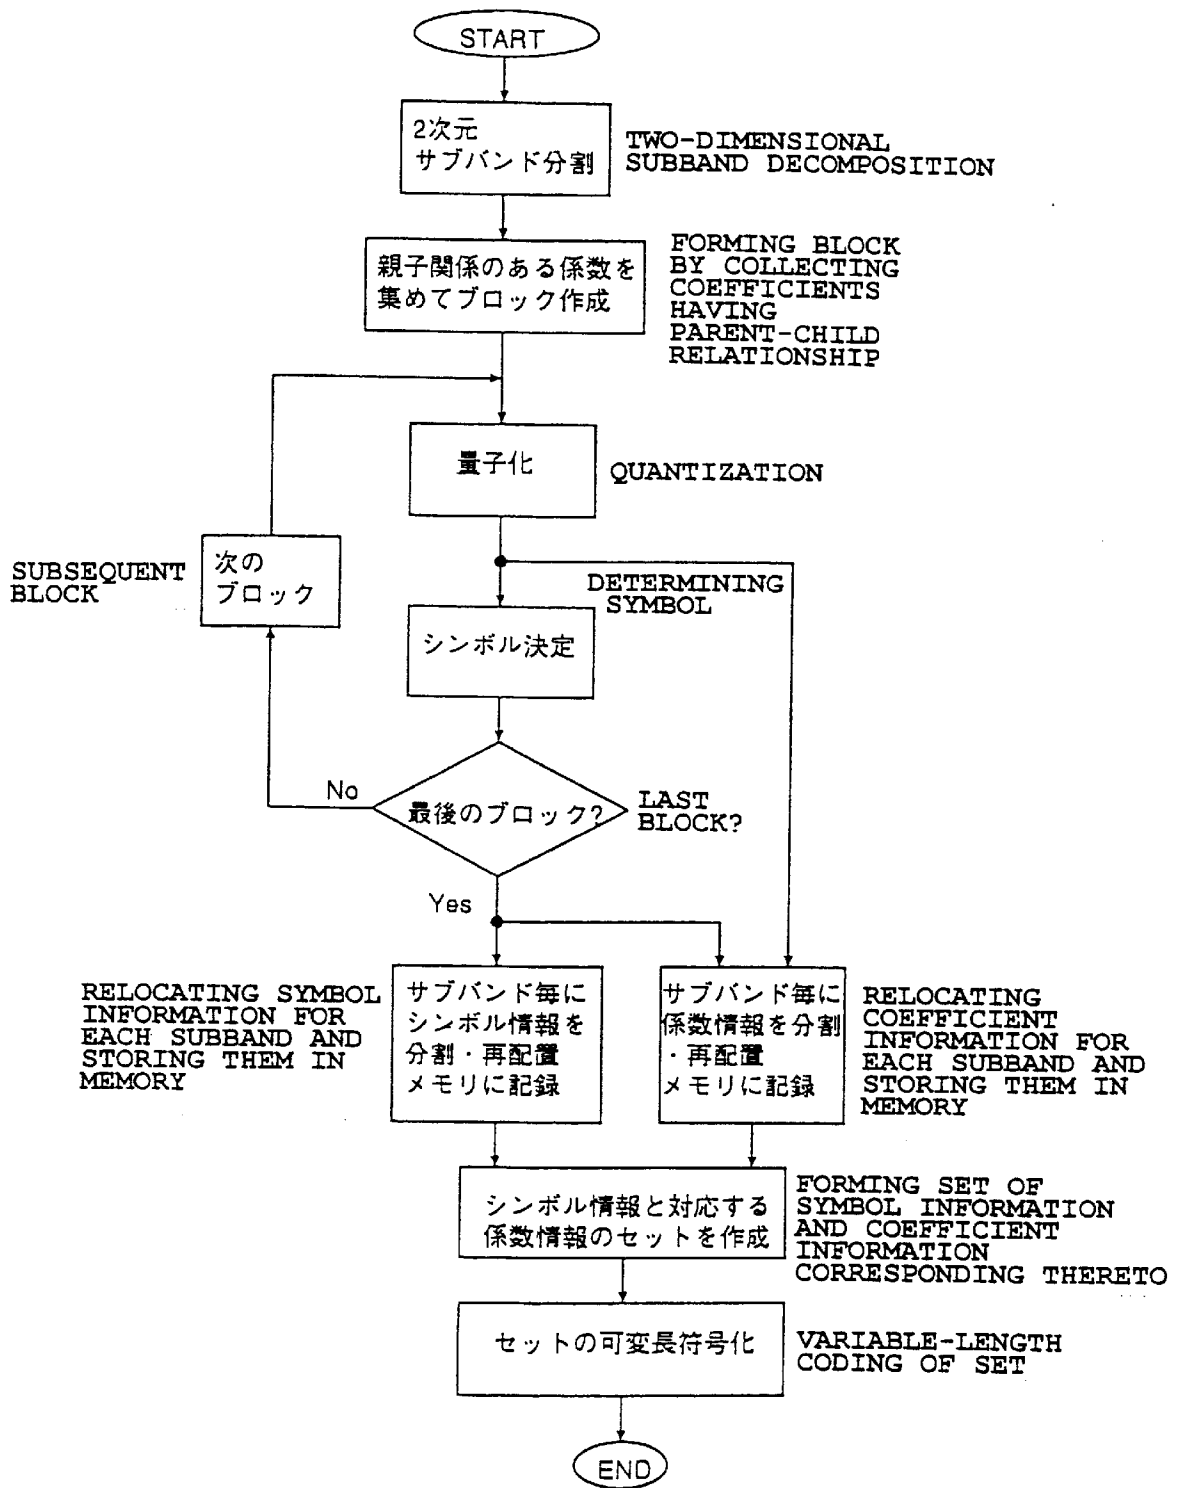 START
2次元
サブバンド分割
TWO-DIMENSIONAL
SUBBAND DECOMPOSITION
親子関係のある係数を
集めてブロック作成
FORMING BLOCK
BY COLLECTING
COEFFICIENTS
HAVING
PARENT-CHILD
RELATIONSHIP
量子化
QUANTIZATION
SUBSEQUENT
BLOCK
次の
ブロック
DETERMINING
SYMBOL
シンボル決定
No
最後のブロック?
LAST
BLOCK?
Yes
RELOCATING SYMBOL
INFORMATION FOR
EACH SUBBAND AND
STORING THEM IN
MEMORY
サブバンド毎に
シンボル情報を
分割・再配置
メモリに記録
サブバンド毎に
係数情報を分割
・再配置
メモリに記録
RELOCATING
COEFFICIENT
INFORMATION FOR
EACH SUBBAND AND
STORING THEM IN
MEMORY
シンボル情報と対応する
係数情報のセットを作成
FORMING SET OF
SYMBOL INFORMATION
AND COEFFICIENT
INFORMATION
CORRESPONDING THERETO
セットの可変長符号化
VARIABLE-LENGTH
CODING OF SET
END